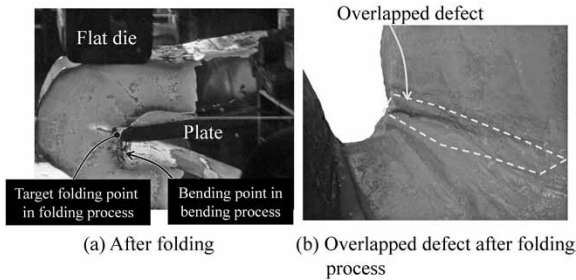 Overlapped defect
Flat die
Plate
Target folding point
in folding process
Bending point in
bending process
(a) After folding
(b) Overlapped defect after folding
process